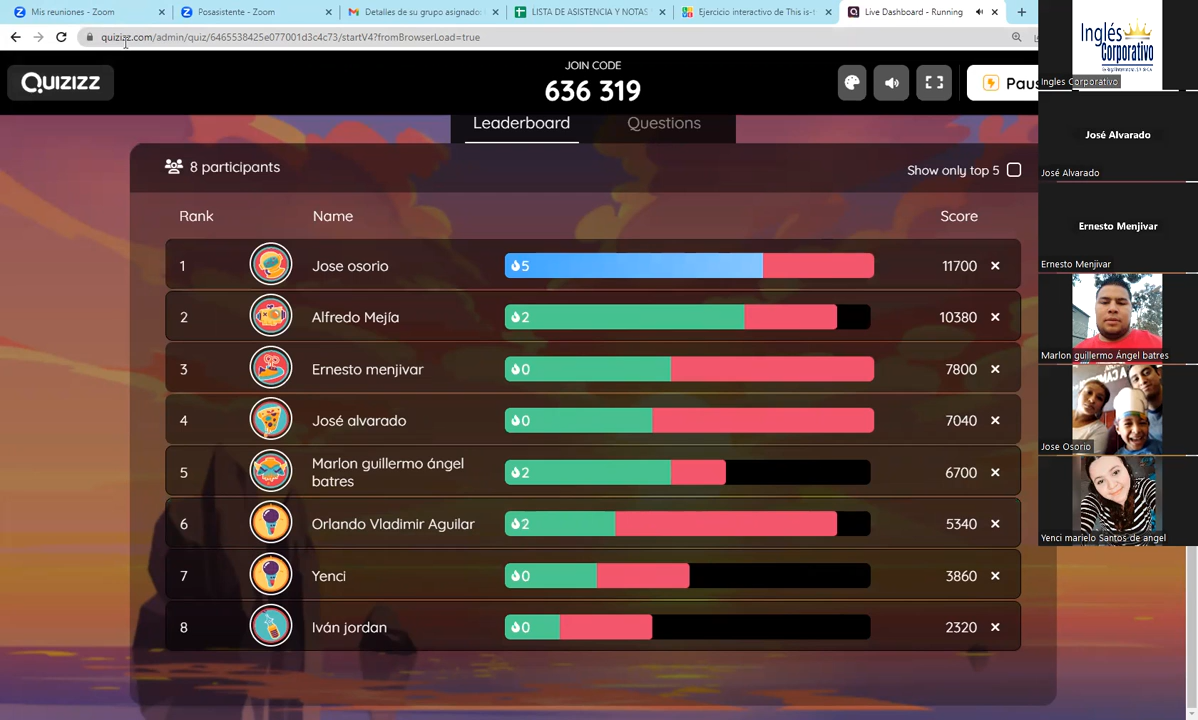 Mis reuniones - Zoom
Posasistente - Zoom
Detalles de su grupo asignado:
LISTA DE ASISTENCIA Y NOTAS
Ejercicio interactivo de This is-t
Live Dashboard - Running
quizizz.com/admin/quiz/6465538425e077001d3c4c73/startV4?fromBrowserLoad=true
QUIZIZZ
JOIN CODE
636 319
Paus
Leaderboard
Questions
8 participants
Show only top 5
Rank
Name
Score
1 Jose osorio 5 11700
2 Alfredo Mejía 2 10380
3 Ernesto menjivar 0 7800
4 José alvarado 0 7040
5 Marlon guillermo ángel batres 2 6700
6 Orlando Vladimir Aguilar 2 5340
7 Yenci 0 3860
8 Iván jordan 0 2320
Inglés
Corporativo
Ingles Corporativo
José Alvarado
José Alvarado
Ernesto Menjivar
Ernesto Menjivar
Marlon guillermo Ángel batres
Jose Osorio
Yenci marielo Santos de angel